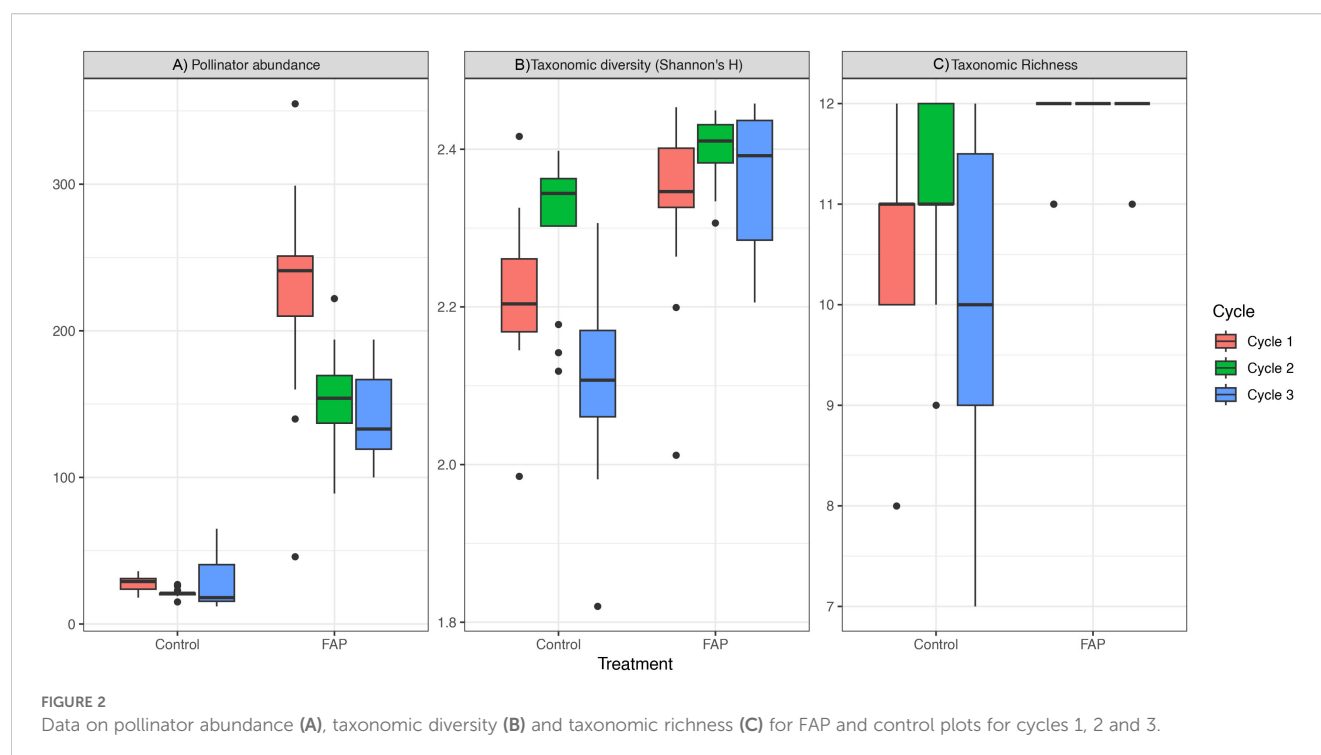 A) Pollinator abundance
B)Taxonomic diversity (Shannon's H)
C) Taxonomic Richness
300
200
100
0
2.4
2.2
2.0
1.8
12
11
10
9
8
7
Control
FAP
Control
FAP
Control
FAP
Treatment
Cycle
Cycle 1
Cycle 2
Cycle 3
FIGURE 2
Data on pollinator abundance (A), taxonomic diversity (B) and taxonomic richness (C) for FAP and control plots for cycles 1, 2 and 3.